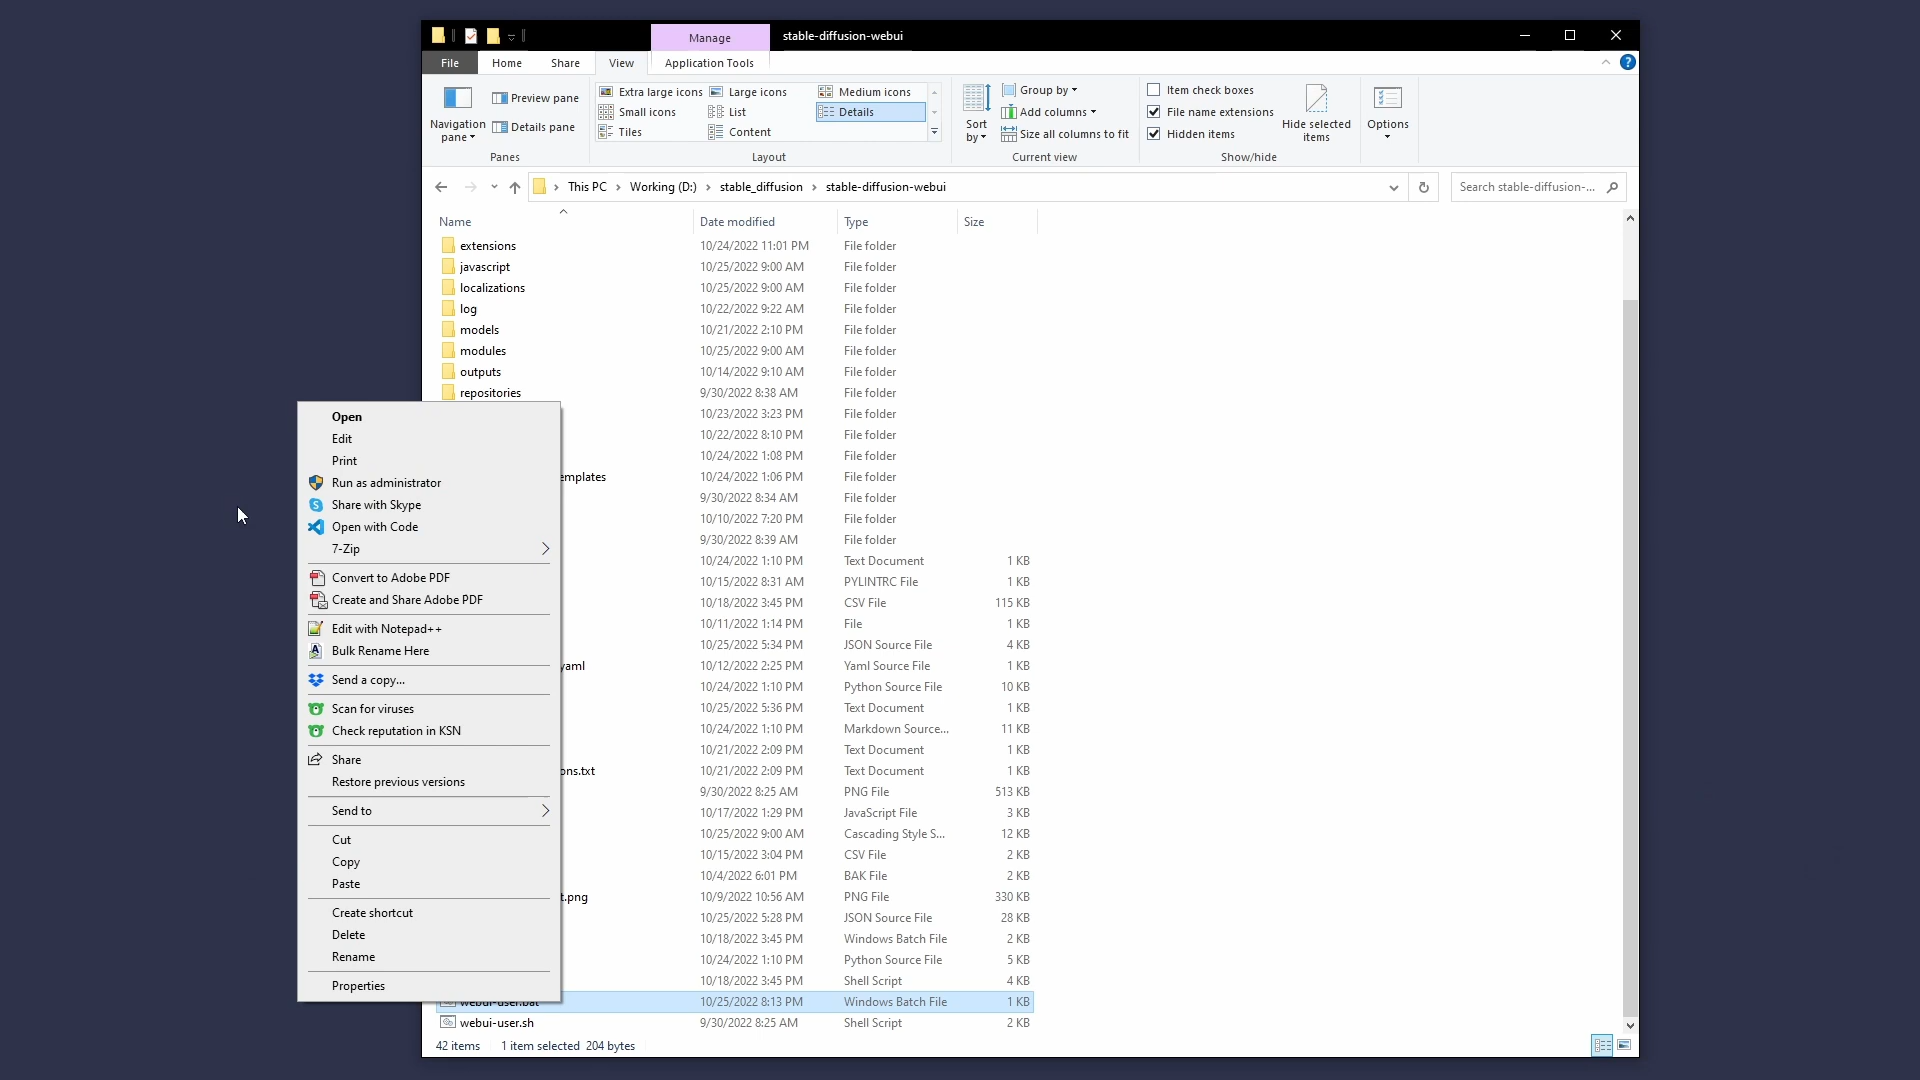 Manage
stable-diffusion-webui
File
Home
Share
View
Application Tools
Navigation pane
Preview pane
Details pane
Panes
Extra large icons
Large icons
Medium icons
Small icons
List
Details
Tiles
Content
Layout
Sort by
Group by
Add columns
Size all columns to fit
Current view
Item check boxes
File name extensions
Hidden items
Hide selected items
Show/hide
Options
This PC
Working (D:)
stable_diffusion
stable-diffusion-webui
Search stable-diffusion-...
Name Date modified Type Size
extensions 10/24/2022 11:01 PM File folder
javascript 10/25/2022 9:00 AM File folder
localizations 10/25/2022 9:00 AM File folder
log 10/22/2022 9:22 AM File folder
models 10/21/2022 2:10 PM File folder
modules 10/25/2022 9:00 AM File folder
outputs 10/14/2022 9:10 AM File folder
repositories 9/30/2022 8:38 AM File folder
10/23/2022 3:23 PM File folder
10/22/2022 8:10 PM File folder
10/24/2022 1:08 PM File folder
emplates 10/24/2022 1:06 PM File folder
9/30/2022 8:34 AM File folder
10/10/2022 7:20 PM File folder
9/30/2022 8:39 AM File folder
10/24/2022 1:10 PM Text Document 1 KB
10/15/2022 8:31 AM PYLINTRC File 1 KB
10/18/2022 3:45 PM CSV File 115 KB
10/11/2022 1:14 PM File 1 KB
10/25/2022 5:34 PM JSON Source File 4 KB
yaml 10/12/2022 2:25 PM Yaml Source File 1 KB
10/24/2022 1:10 PM Python Source File 10 KB
10/25/2022 5:36 PM Text Document 1 KB
10/24/2022 1:10 PM Markdown Source... 11 KB
10/21/2022 2:09 PM Text Document 1 KB
ons.txt 10/21/2022 2:09 PM Text Document 1 KB
9/30/2022 8:25 AM PNG File 513 KB
10/17/2022 1:29 PM JavaScript File 3 KB
10/25/2022 9:00 AM Cascading Style S... 12 KB
10/15/2022 3:04 PM CSV File 2 KB
10/4/2022 6:01 PM BAK File 2 KB
t.png 10/9/2022 10:56 AM PNG File 330 KB
10/25/2022 5:28 PM JSON Source File 28 KB
10/18/2022 3:45 PM Windows Batch File 2 KB
10/24/2022 1:10 PM Python Source File 5 KB
10/18/2022 3:45 PM Shell Script 4 KB
webui-user.bat 10/25/2022 8:13 PM Windows Batch File 1 KB
webui-user.sh 9/30/2022 8:25 AM Shell Script 2 KB
42 items 1 item selected 204 bytes
Open
Edit
Print
Run as administrator
Share with Skype
Open with Code
7-Zip
Convert to Adobe PDF
Create and Share Adobe PDF
Edit with Notepad++
Bulk Rename Here
Send a copy...
Scan for viruses
Check reputation in KSN
Share
Restore previous versions
Send to
Cut
Copy
Paste
Create shortcut
Delete
Rename
Properties